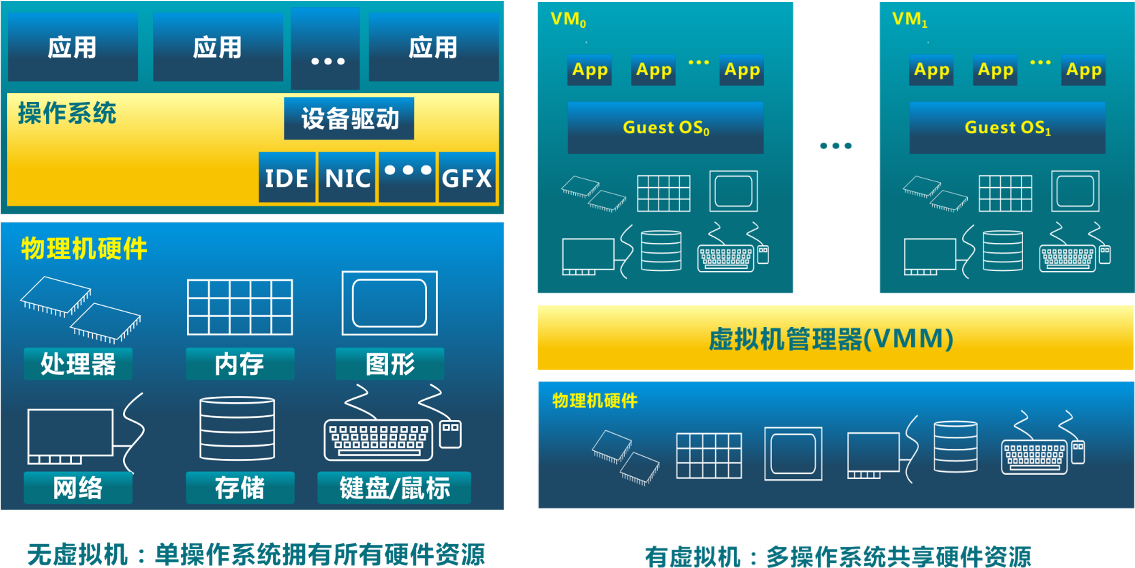 应用 应用 ... 应用
操作系统
设备驱动
IDE NIC ... GFX
物理机硬件
处理器 内存 图形
网络 存储 键盘/鼠标
无虚拟机：单操作系统拥有所有硬件资源
VM₀
App App ... App
Guest OS₀
...
VM₁
App App ... App
Guest OS₁
虚拟机管理器(VMM)
物理机硬件
有虚拟机：多操作系统共享硬件资源